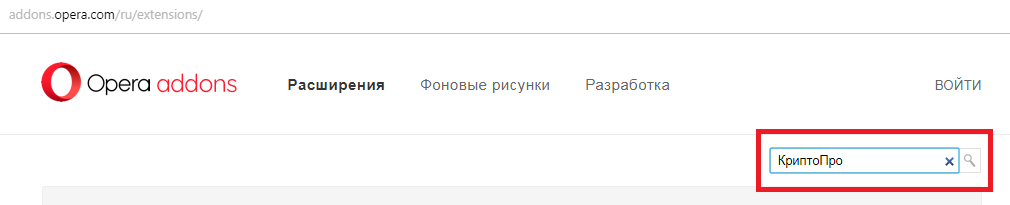 addons.opera.com/ru/extensions/
Opera addons Расширения Фоновые рисунки Разработка ВОЙТИ
КриптоПро